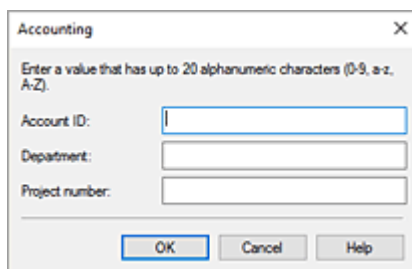 Accounting
Enter a value that has up to 20 alphanumeric characters (0-9, a-z,
A-Z).
Account ID:
Department:
Project number:
OK Cancel Help